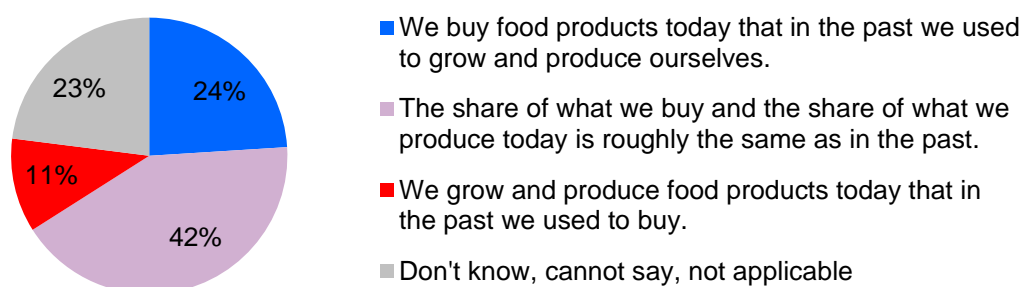 24%
42%
11%
23%
We buy food products today that in the past we used
to grow and produce ourselves.
The share of what we buy and the share of what we
produce today is roughly the same as in the past.
We grow and produce food products today that in
the past we used to buy.
Don't know, cannot say, not applicable